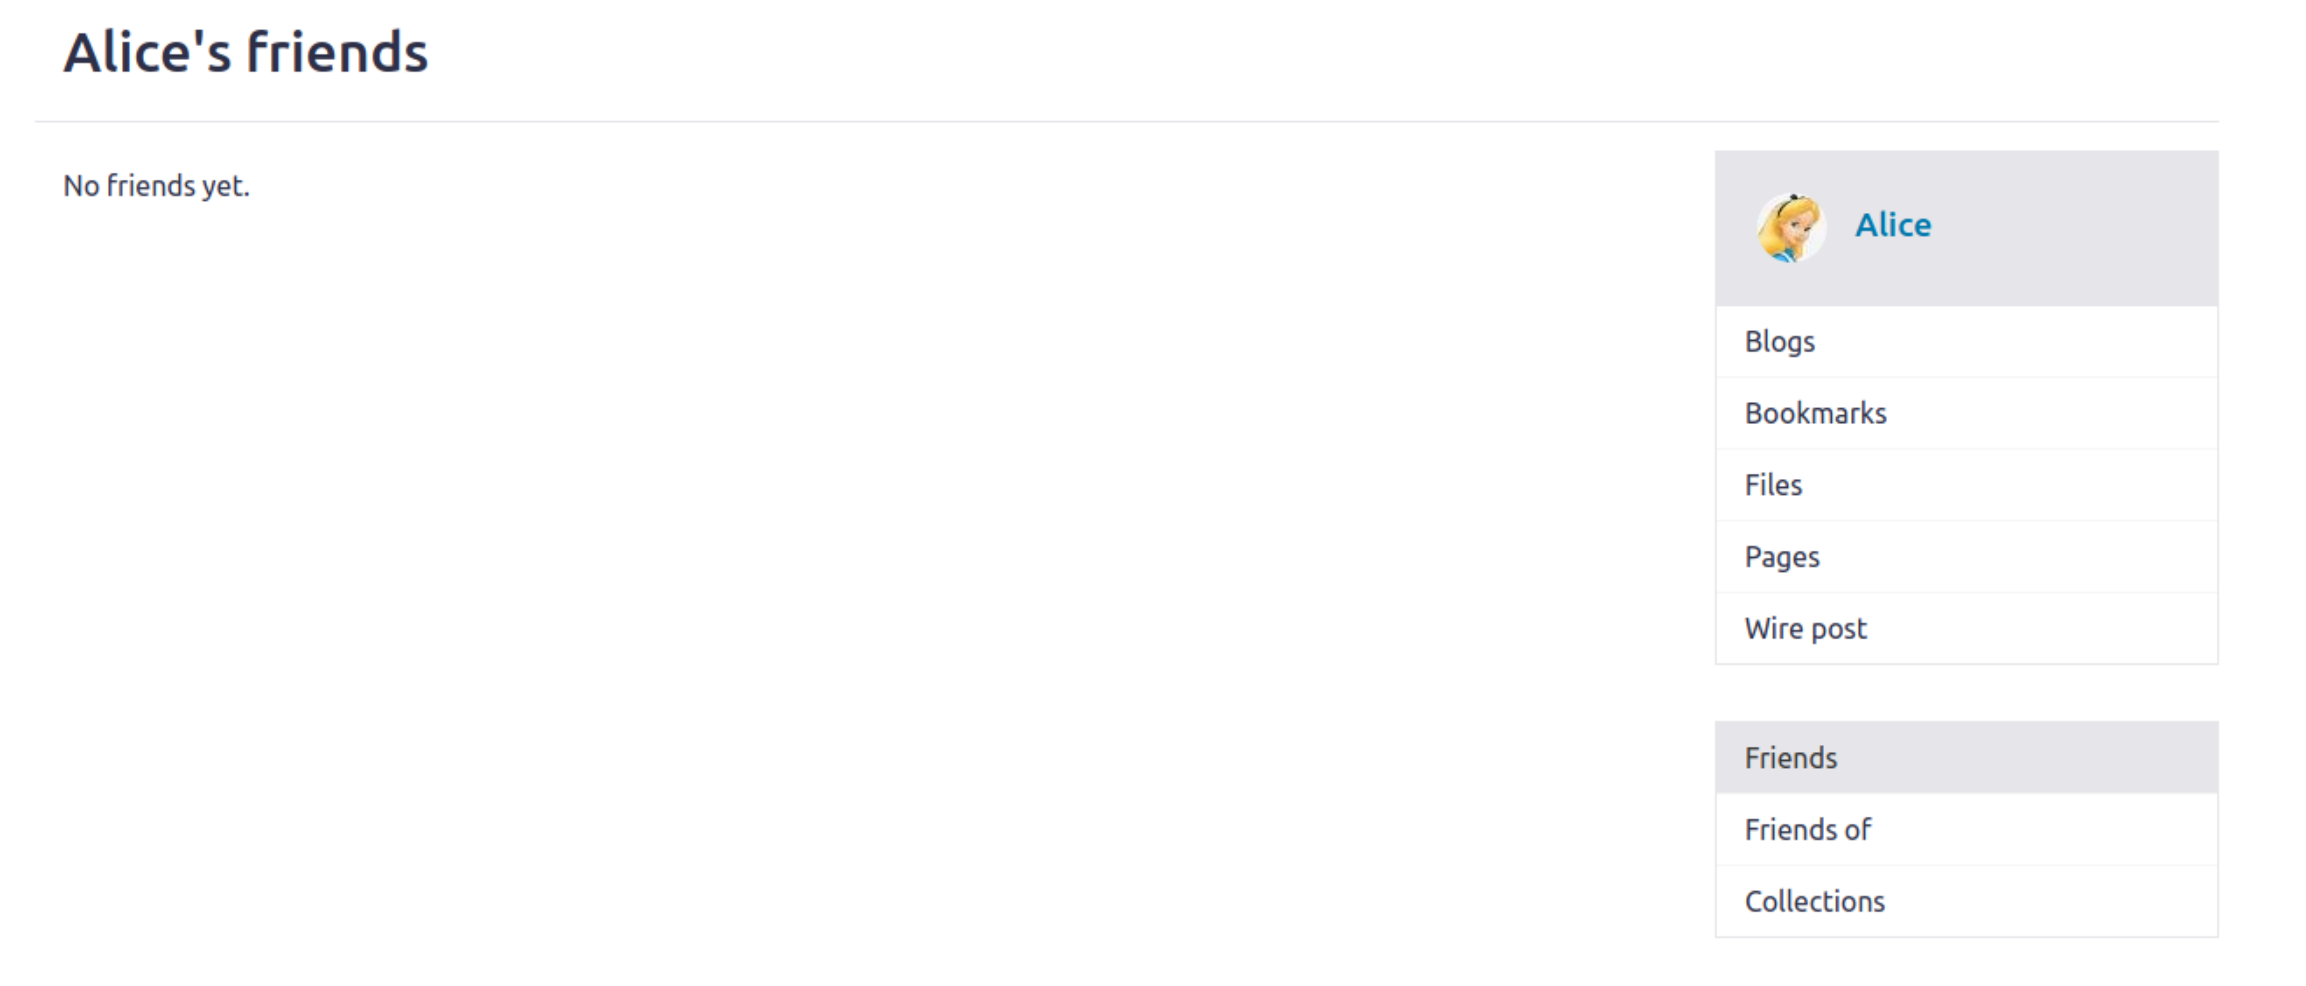 Alice's friends
No friends yet.
Alice
Blogs
Bookmarks
Files
Pages
Wire post
Friends
Friends of
Collections